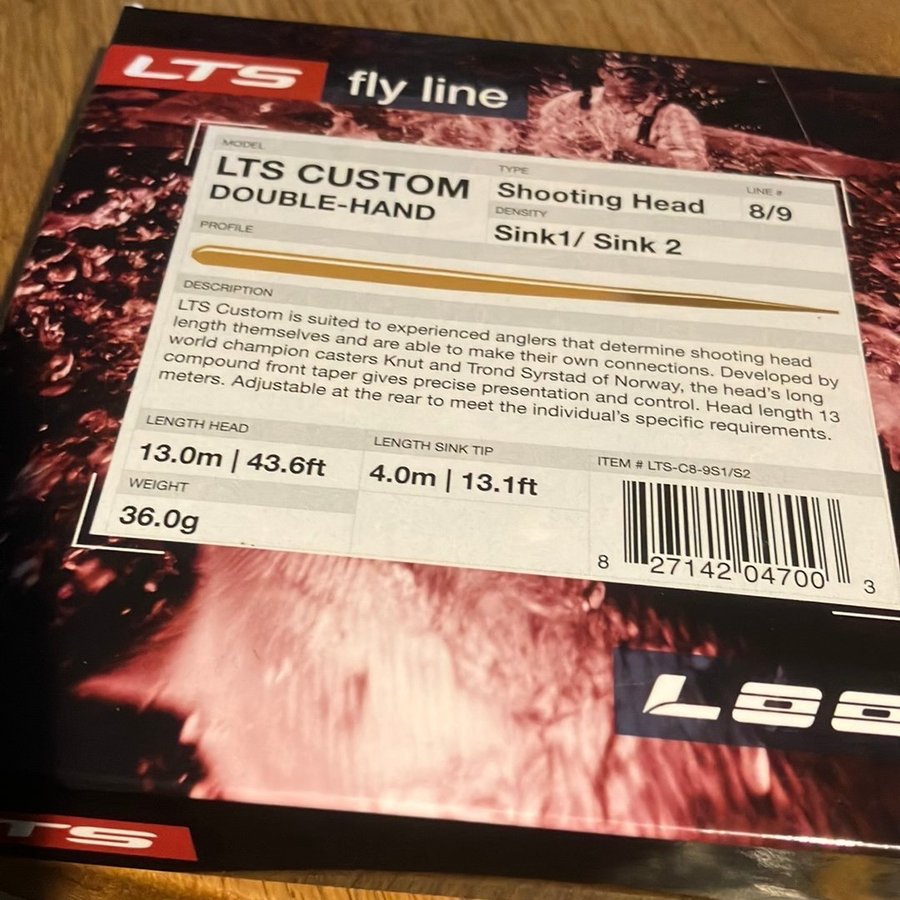 LTS fly line
MODEL
LTS CUSTOM
DOUBLE-HAND
TYPE
Shooting Head
LINE #
8/9
DENSITY
Sink1/ Sink 2
PROFILE
DESCRIPTION
LTS Custom is suited to experienced anglers that determine shooting head
length themselves and are able to make their own connections. Developed by
world champion casters Knut and Trond Syrstad of Norway, the head's long
compound front taper gives precise presentation and control. Head length 13
meters. Adjustable at the rear to meet the individual's specific requirements.
LENGTH HEAD
13.0m | 43.6ft
LENGTH SINK TIP
4.0m | 13.1ft
WEIGHT
36.0g
ITEM # LTS-C8-9S1/S2
8 27142 04700 3
LTS